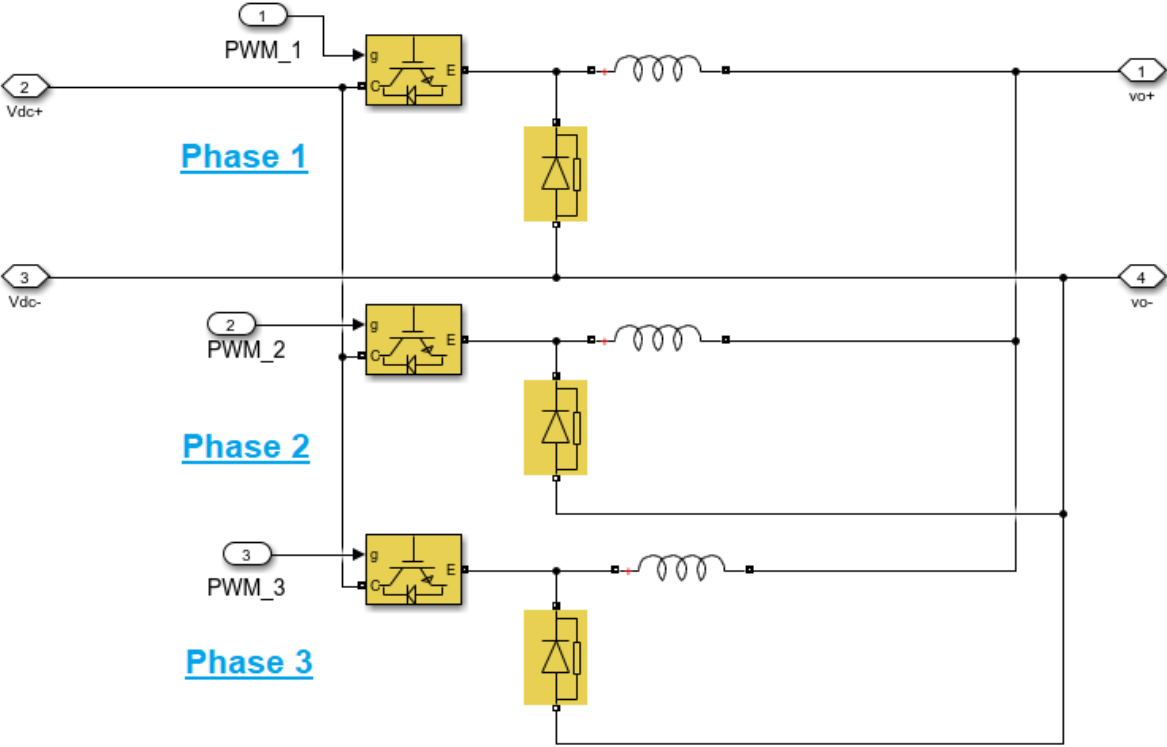 1
PWM_1
g
C
E
2
Vdc+
1
vo+
Phase 1
3
Vdc-
4
vo-
2
PWM_2
g
C
E
Phase 2
3
PWM_3
g
C
E
Phase 3